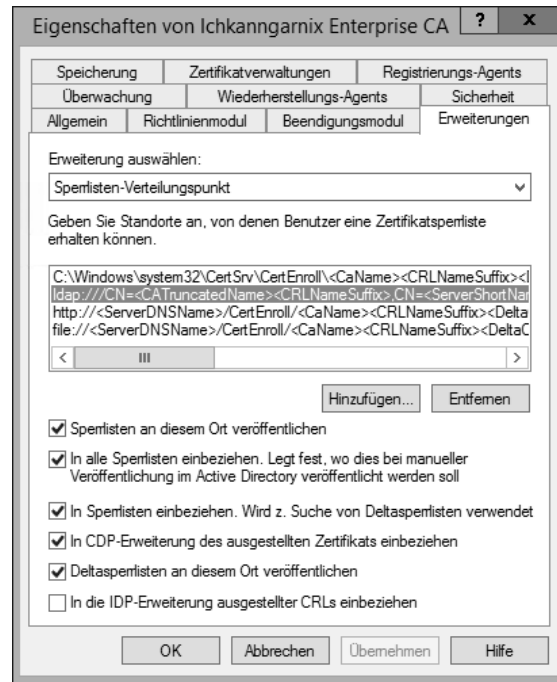 Eigenschaften von Ichkanngarnix Enterprise CA ? x
Speicherung Zertifikatverwaltungen Registrierungs-Agents
Überwachung Wiederherstellungs-Agents Sicherheit
Allgemein Richtlinienmodul Beendigungsmodul Erweiterungen
Erweiterung auswählen:
Sperrlisten-Verteilungspunkt
Geben Sie Standorte an, von denen Benutzer eine Zertifikatsperrliste
erhalten können.
C:\Windows\system32\CertSrv\CertEnroll\<CaName><CRLNameSuffix><
ldap:///CN=<CATruncatedName><CRLNameSuffix>,CN=<ServerShortNar
http://<ServerDNSName>/CertEnroll/<CaName><CRLNameSuffix><Delta
file://<ServerDNSName>/CertEnroll/<CaName><CRLNameSuffix><DeltaC
Hinzufügen... Entfernen
Sperrlisten an diesem Ort veröffentlichen
In alle Sperrlisten einbeziehen. Legt fest, wo dies bei manueller
Veröffentlichung im Active Directory veröffentlicht werden soll
In Sperrlisten einbeziehen. Wird z. Suche von Deltasperrlisten verwendet
In CDP-Erweiterung des ausgestellten Zertifikats einbeziehen
Deltasperrlisten an diesem Ort veröffentlichen
In die IDP-Erweiterung ausgestellter CRLs einbeziehen
OK Abbrechen Übernehmen Hilfe